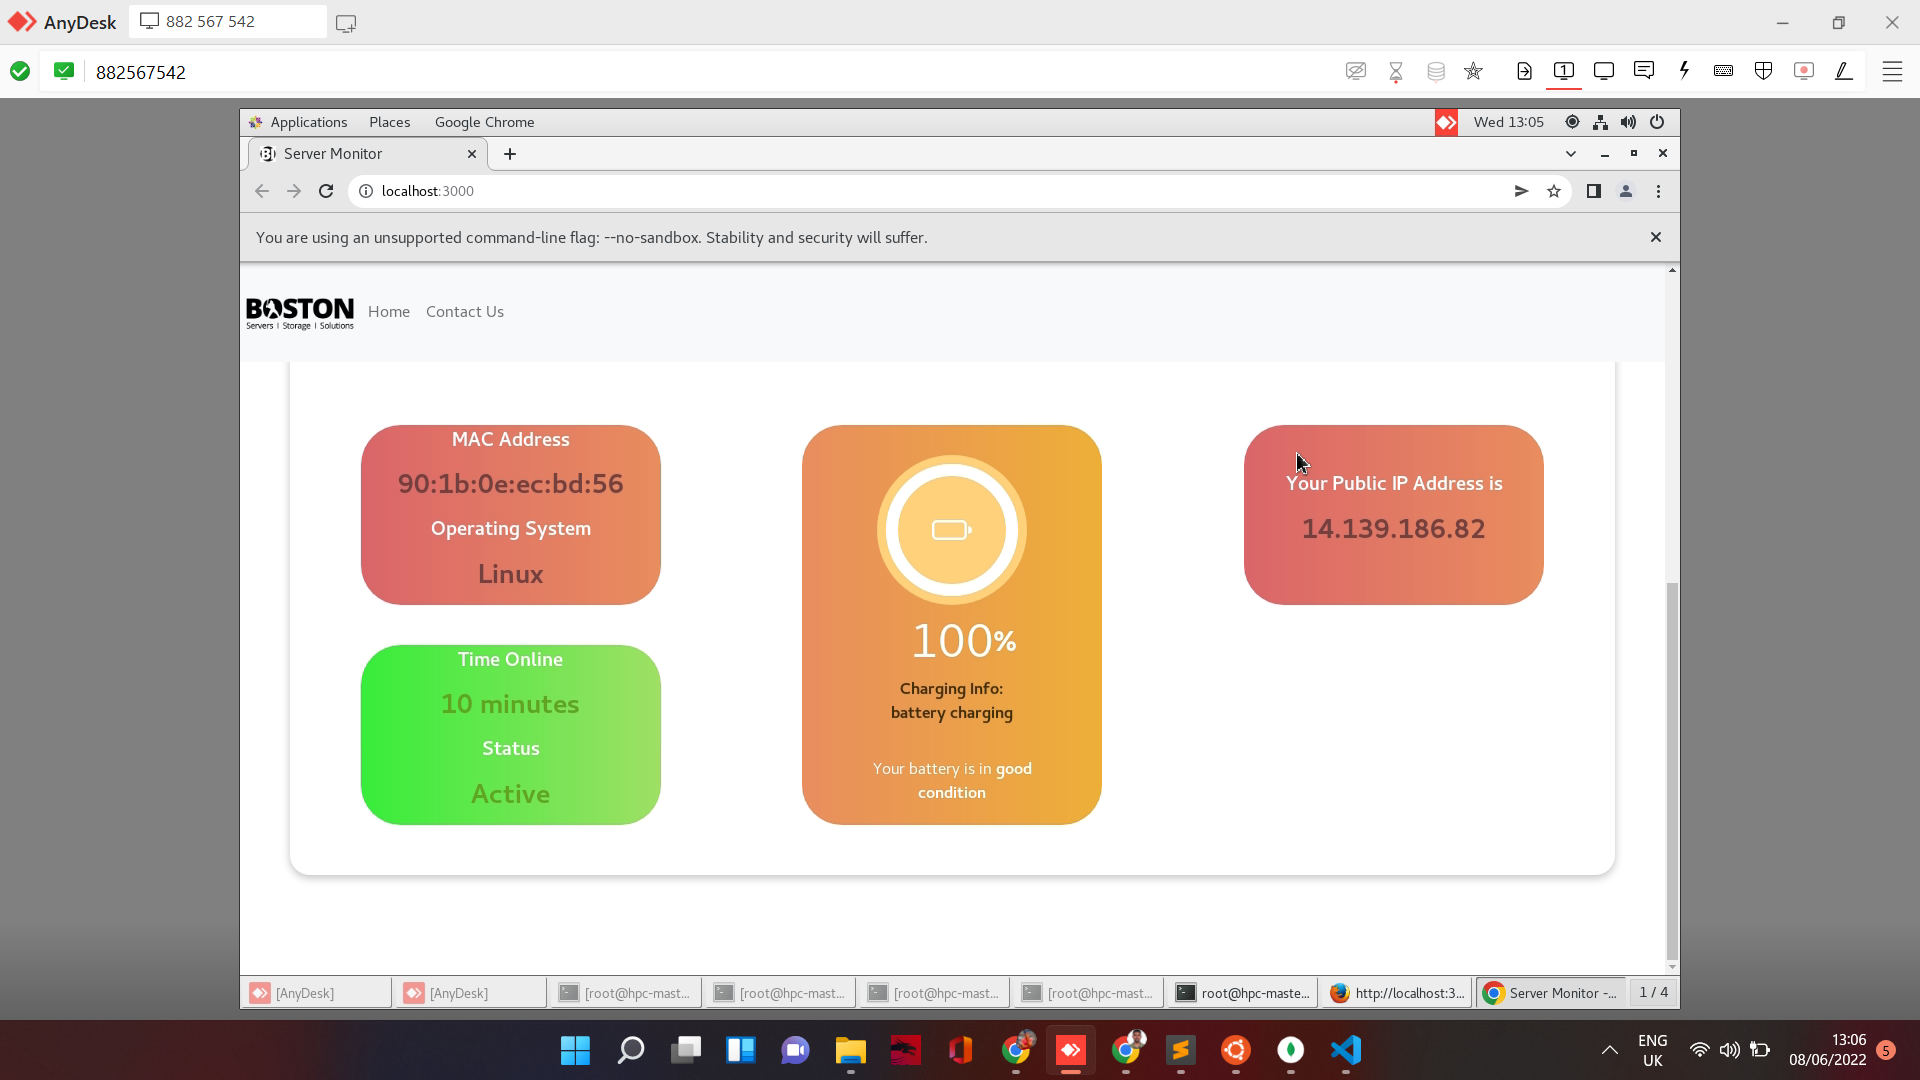 AnyDesk
882 567 542
882567542
1
Applications Places Google Chrome
Wed 13:05
Server Monitor
localhost:3000
You are using an unsupported command-line flag: --no-sandbox. Stability and security will suffer.
BOSTON
Servers | Storage | Solutions
Home
Contact Us
MAC Address
90:1b:0e:ec:bd:56
Operating System
Linux
Time Online
10 minutes
Status
Active
100%
Charging Info:
battery charging
Your battery is in good
condition
Your Public IP Address is
14.139.186.82
[AnyDesk]
[AnyDesk]
[root@hpc-mast...
[root@hpc-mast...
[root@hpc-mast...
[root@hpc-mast...
root@hpc-maste...
http://localhost:3...
Server Monitor -...
1 / 4
ENG
UK
13:06
08/06/2022
5